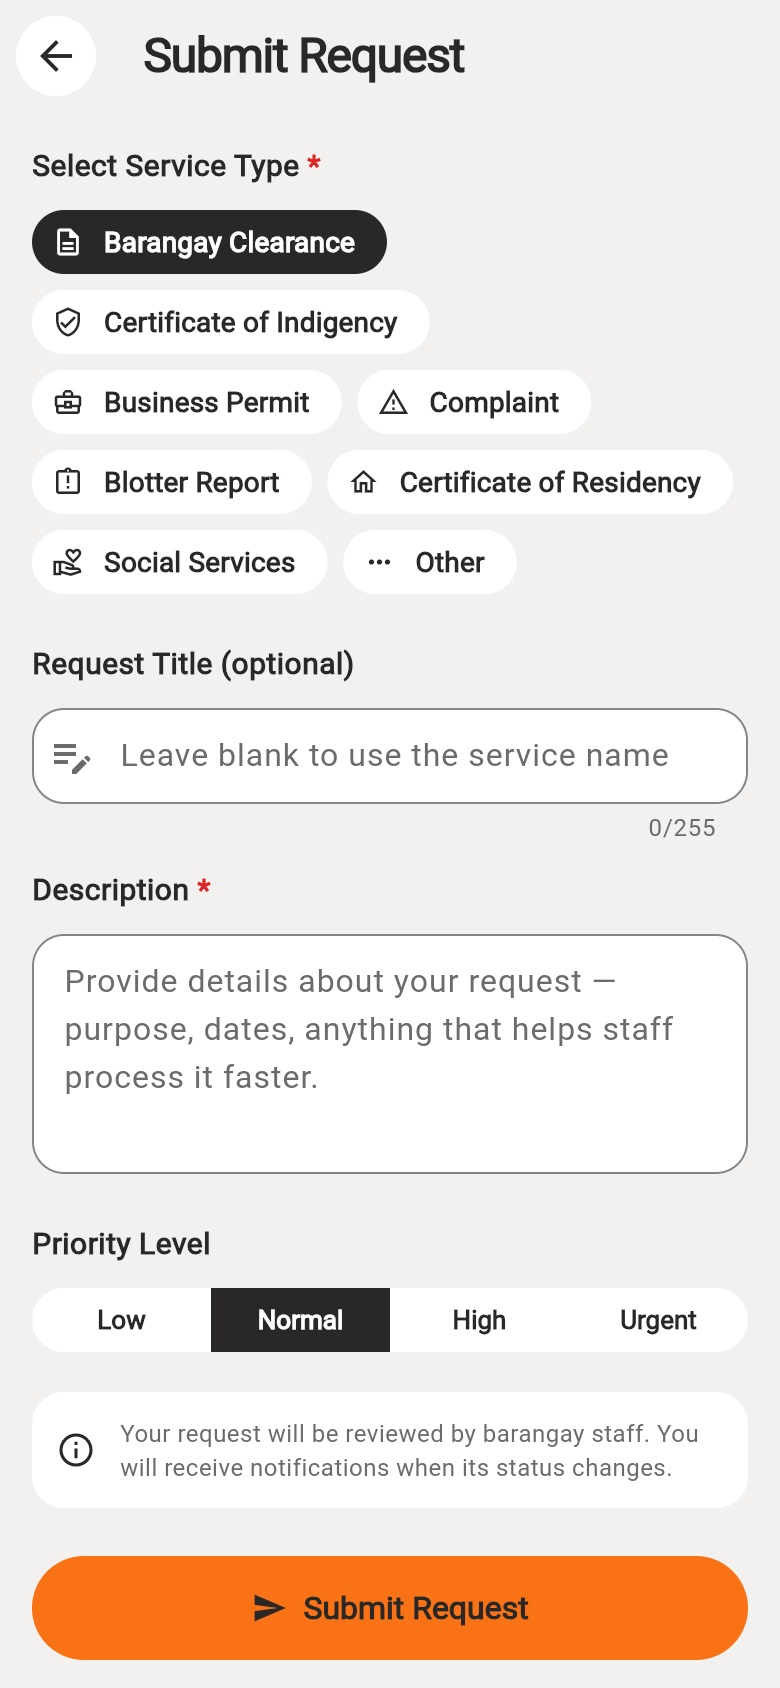 Submit Request
Select Service Type *
Barangay Clearance
Certificate of Indigency
Business Permit
Complaint
Blotter Report
Certificate of Residency
Social Services
Other
Request Title (optional)
Leave blank to use the service name
0/255
Description *
Provide details about your request —
purpose, dates, anything that helps staff
process it faster.
Priority Level
Low
Normal
High
Urgent
Your request will be reviewed by barangay staff. You
will receive notifications when its status changes.
Submit Request